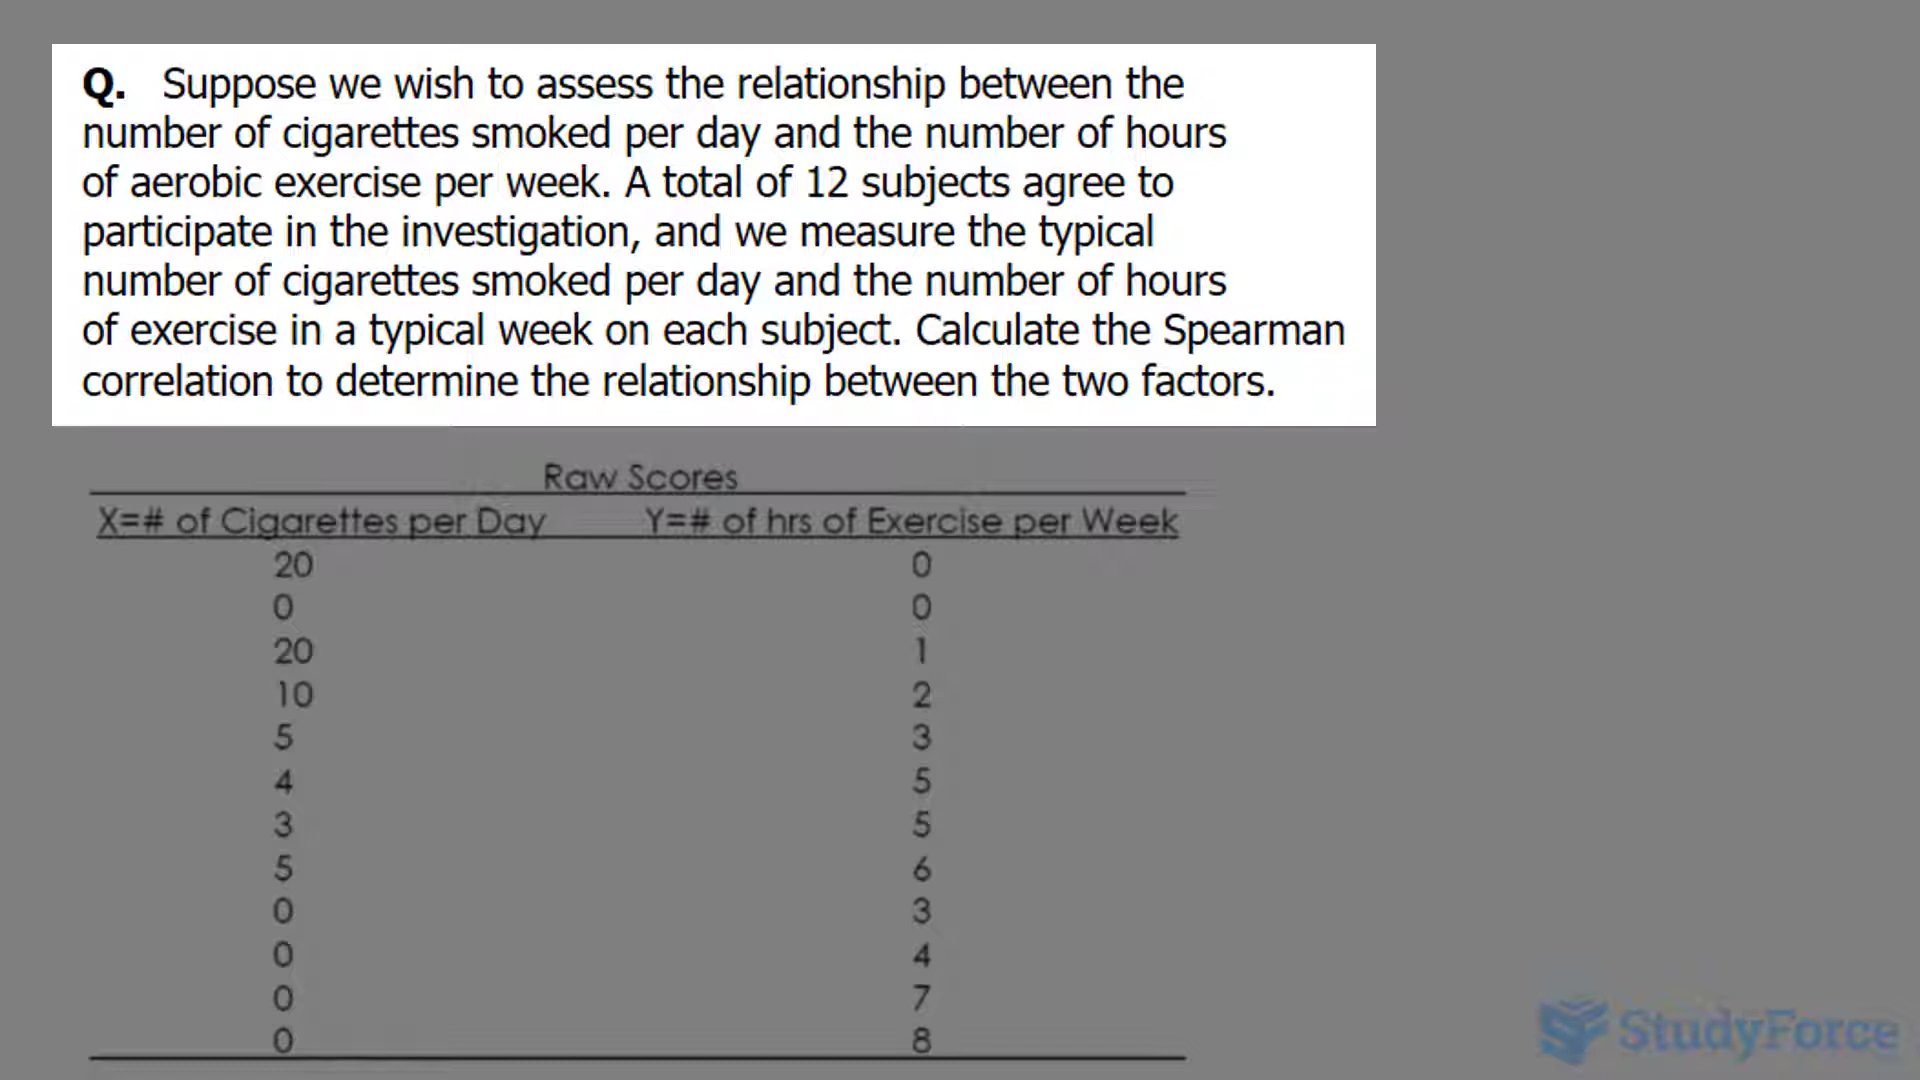 Q. Suppose we wish to assess the relationship between the
number of cigarettes smoked per day and the number of hours
of aerobic exercise per week. A total of 12 subjects agree to
participate in the investigation, and we measure the typical
number of cigarettes smoked per day and the number of hours
of exercise in a typical week on each subject. Calculate the Spearman
correlation to determine the relationship between the two factors.
Raw Scores
X=# of Cigarettes per Day Y=# of hrs of Exercise per Week
20 0
0 0
20 1
10 2
5 3
4 5
3 5
5 6
0 3
0 4
0 7
0 8
StudyForce